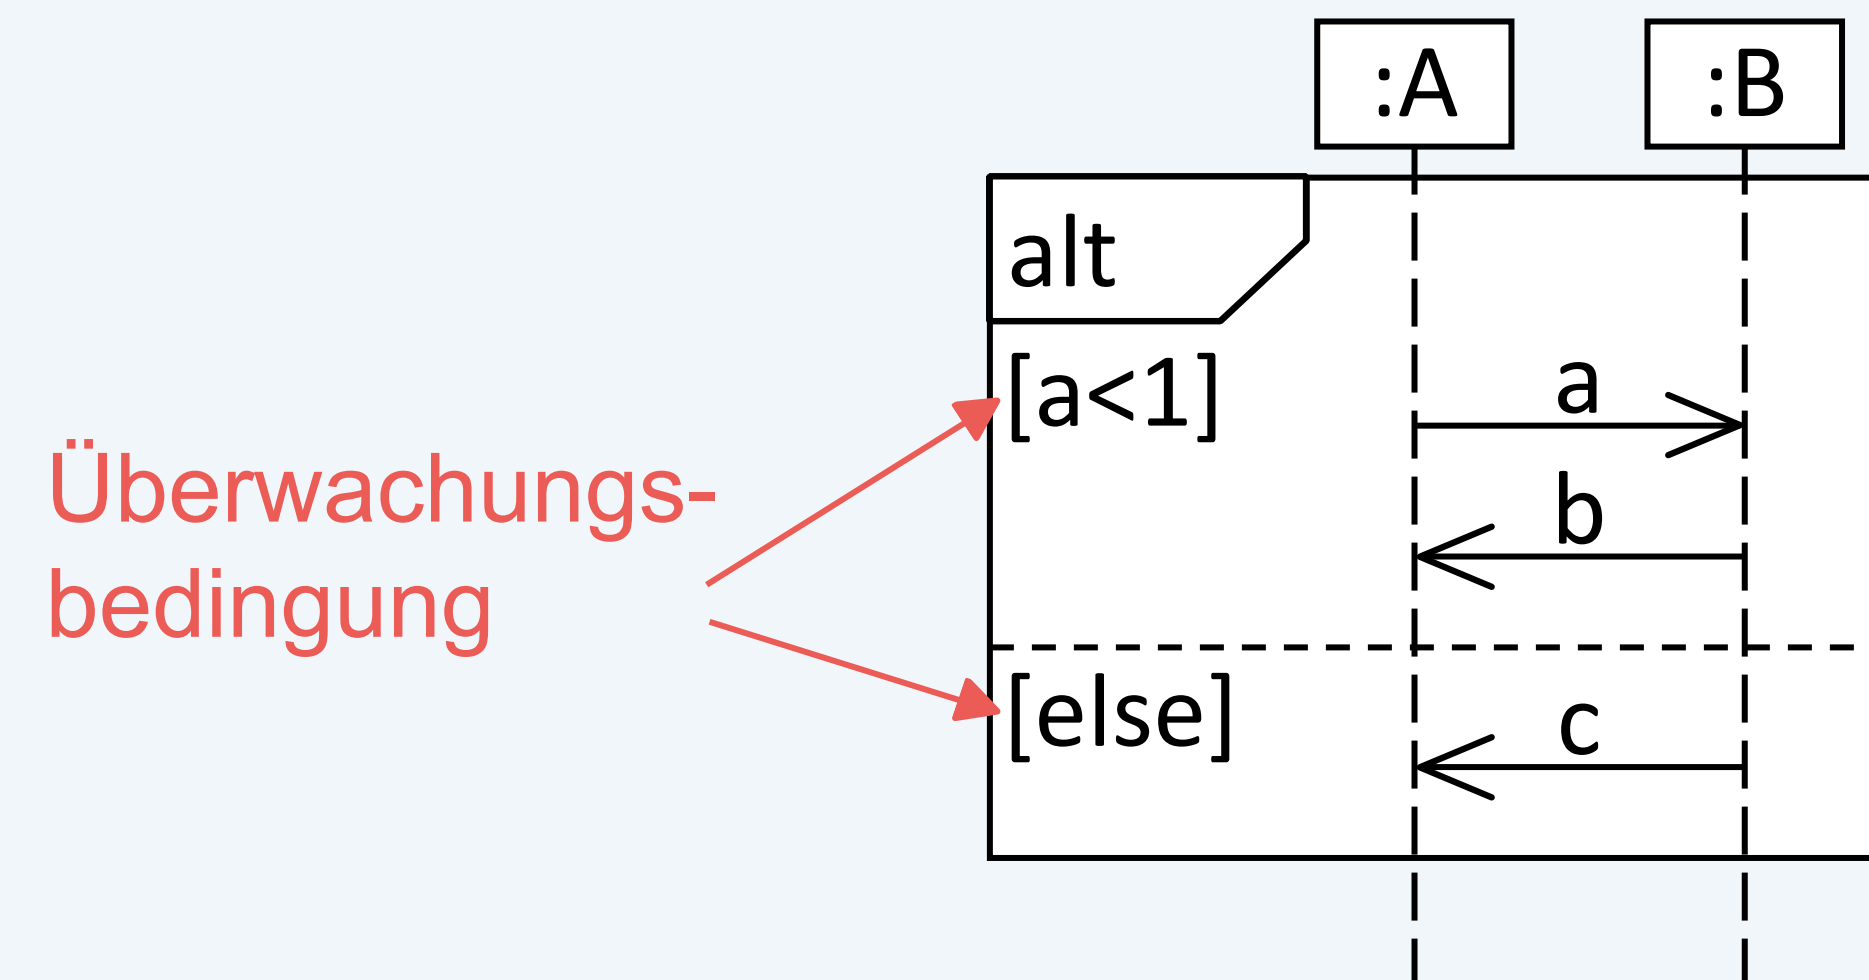 :A :B
alt
[a<1]
a
Überwachungs-
b
bedingung
[else]
c